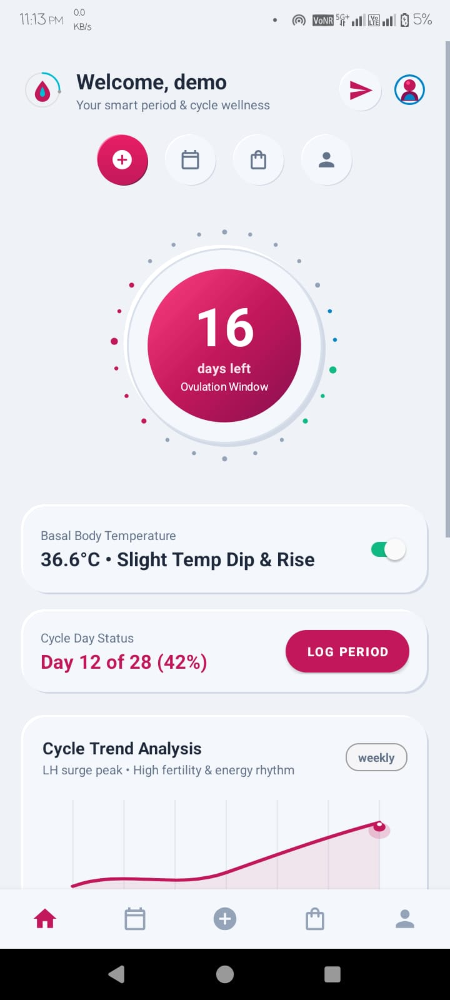 11:13 PM
0.0
KB/s
VoNR
5G+
Vo
LTE
5%
Welcome, demo
Your smart period & cycle wellness
16
days left
Ovulation Window
Basal Body Temperature
36.6°C • Slight Temp Dip & Rise
Cycle Day Status
Day 12 of 28 (42%)
LOG PERIOD
Cycle Trend Analysis
LH surge peak • High fertility & energy rhythm
weekly